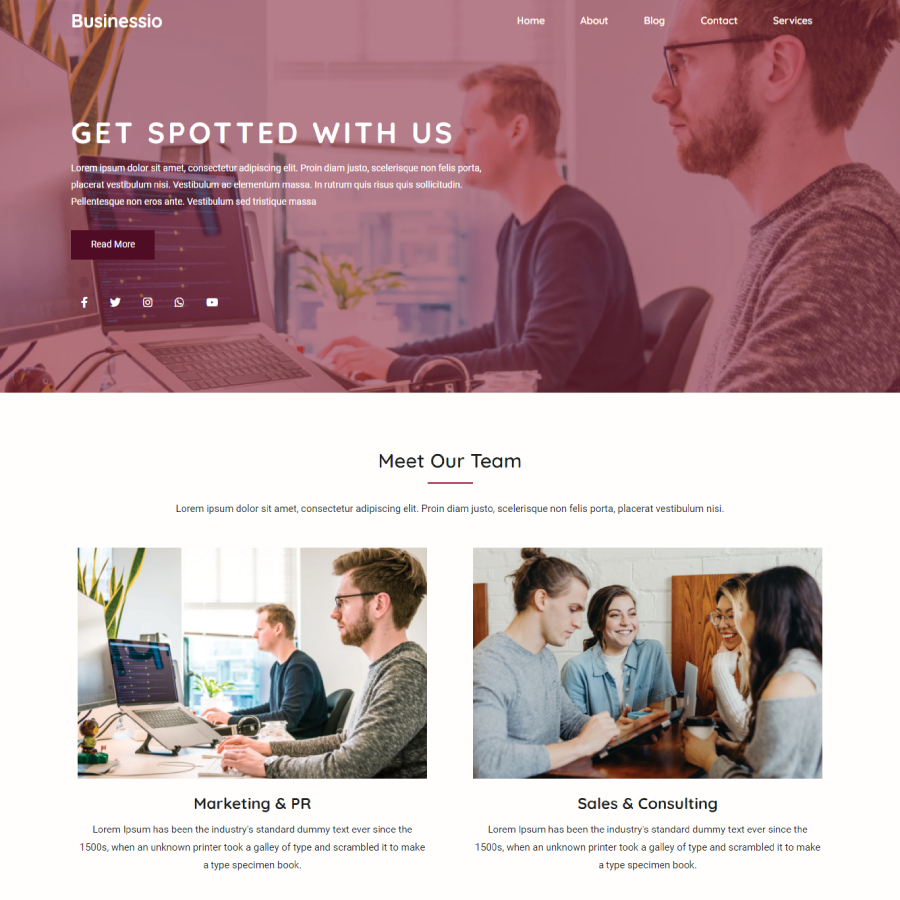 Businessio
Home About Blog Contact Services
GET SPOTTED WITH US
Lorem ipsum dolor sit amet, consectetur adipiscing elit. Proin diam justo, scelerisque non felis porta,
placerat vestibulum nisi. Vestibulum ac elementum massa. In rutrum quis risus quis sollicitudin.
Pellentesque non eros ante. Vestibulum sed tristique massa
Read More
Meet Our Team
Lorem ipsum dolor sit amet, consectetur adipiscing elit. Proin diam justo, scelerisque non felis porta, placerat vestibulum nisi.
Marketing & PR
Lorem Ipsum has been the industry's standard dummy text ever since the
1500s, when an unknown printer took a galley of type and scrambled it to make
a type specimen book.
Sales & Consulting
Lorem Ipsum has been the industry's standard dummy text ever since the
1500s, when an unknown printer took a galley of type and scrambled it to make
a type specimen book.